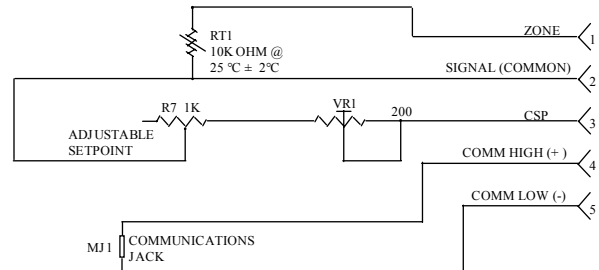 ZONE
1
RT1
10K OHM @
25 ℃ ± 2℃
SIGNAL (COMMON)
2
R7 1K
VR1
200
CSP
3
ADJUSTABLE
SETPOINT
COMM HIGH (+ )
4
COMM LOW (-)
5
MJ1
COMMUNICATIONS
JACK